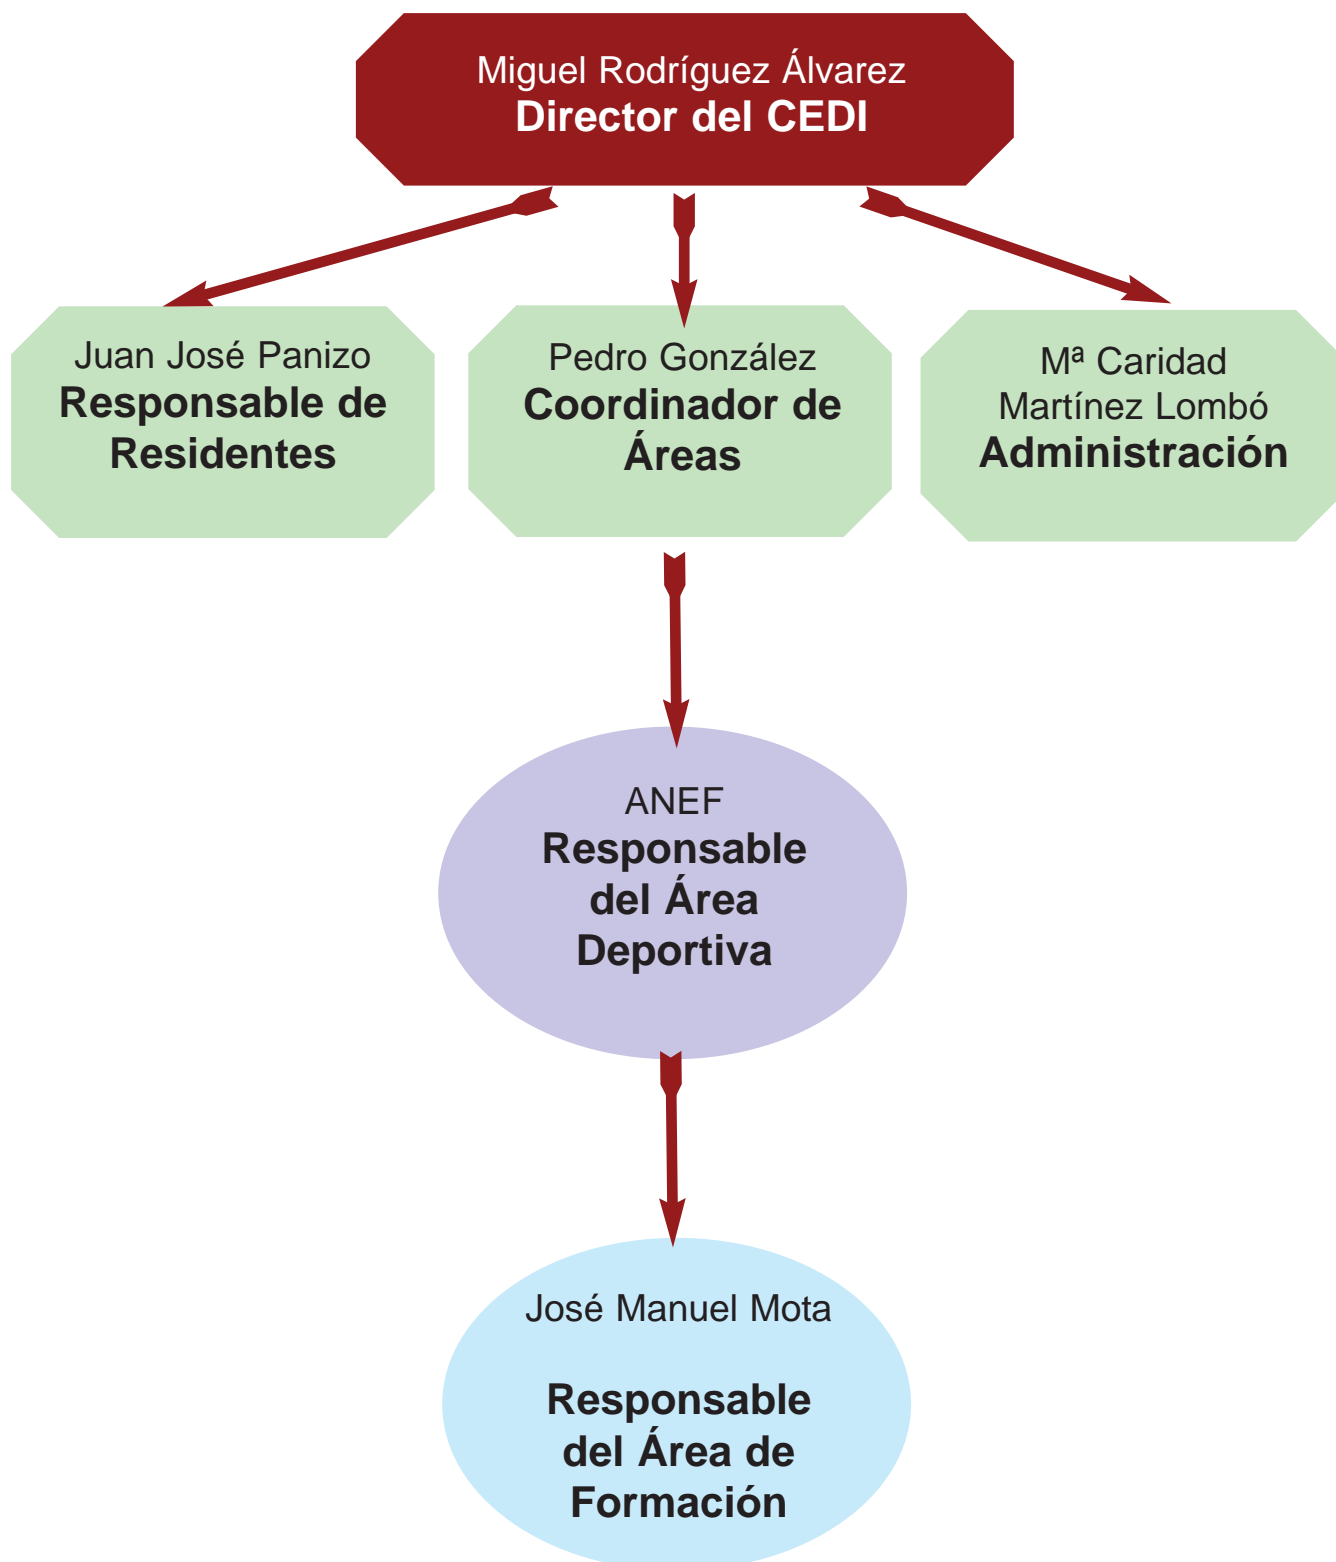 Miguel Rodríguez Álvarez
Director del CEDI
Juan José Panizo
Responsable de
Residentes
Pedro González
Coordinador de
Áreas
Mª Caridad
Martínez Lombó
Administración
ANEF
Responsable
del Área
Deportiva
José Manuel Mota
Responsable
del Área de
Formación